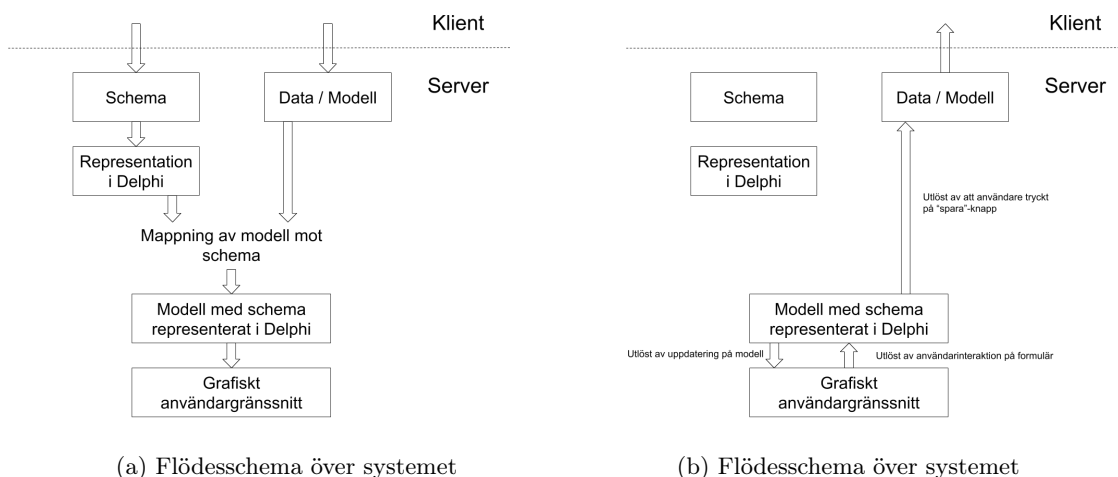 Klient
Server
Schema
Data / Modell
Representation
i Delphi
Mappning av modell mot
schema
Modell med schema
representerat i Delphi
Grafiskt
användargränssnitt
(a) Flödesschema över systemet
Klient
Server
Schema
Data / Modell
Representation
i Delphi
Utlöst av att användare tryckt
på "spara"-knapp
Modell med schema
representerat i Delphi
Utlöst av uppdatering på modell
Utlöst av användarinteraktion på formulär
Grafiskt
användargränssnitt
(b) Flödesschema över systemet